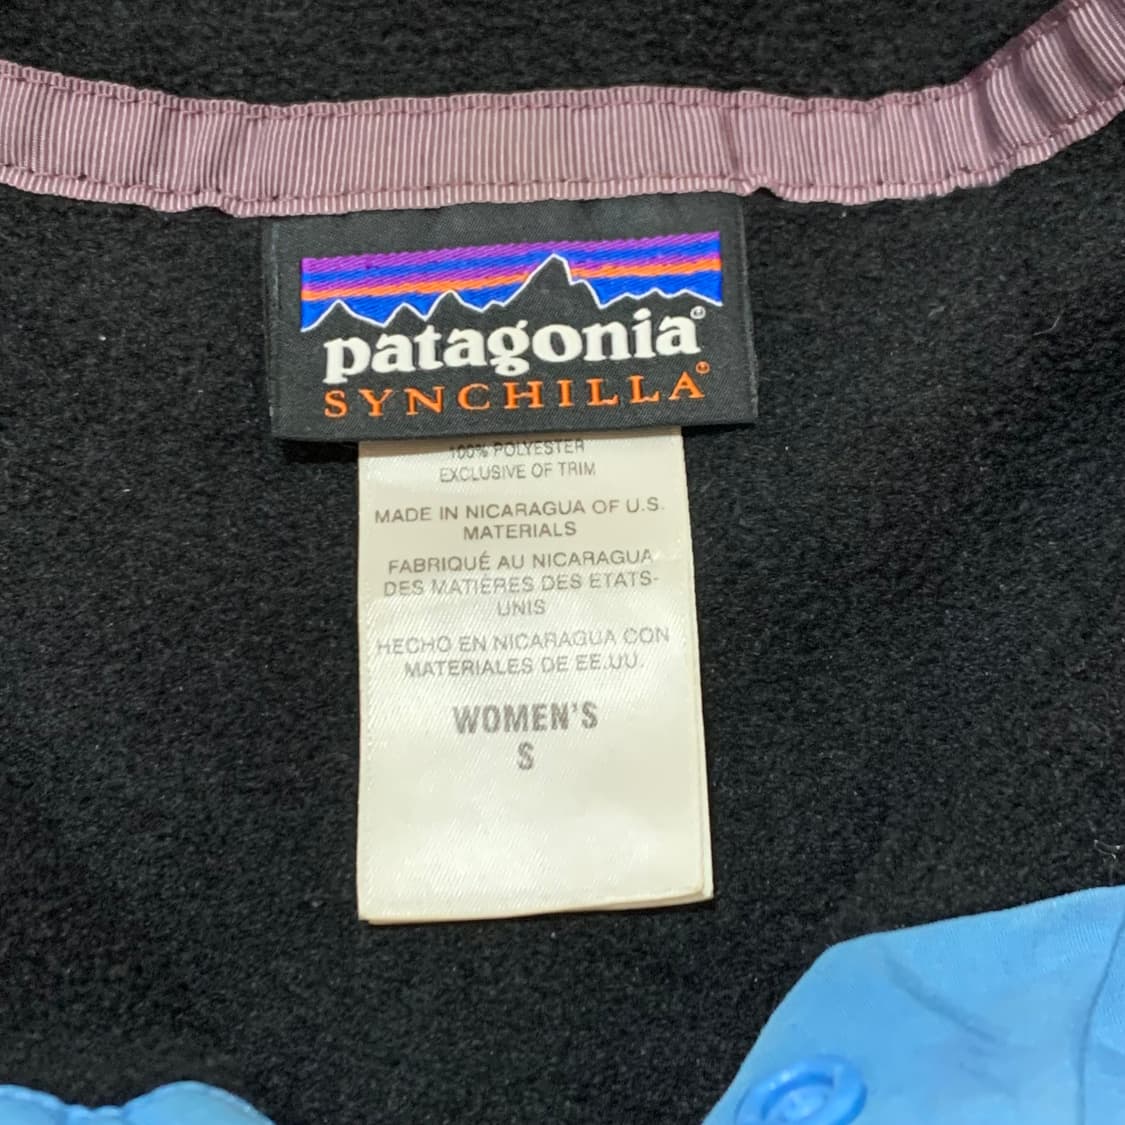 patagonia®
SYNCHILLA®
100% POLYESTER
EXCLUSIVE OF TRIM
MADE IN NICARAGUA OF U.S.
MATERIALS
FABRIQUÉ AU NICARAGUA
DES MATIÈRES DES ETATS-
UNIS
HECHO EN NICARAGUA CON
MATERIALES DE EE.UU.
WOMEN'S
S